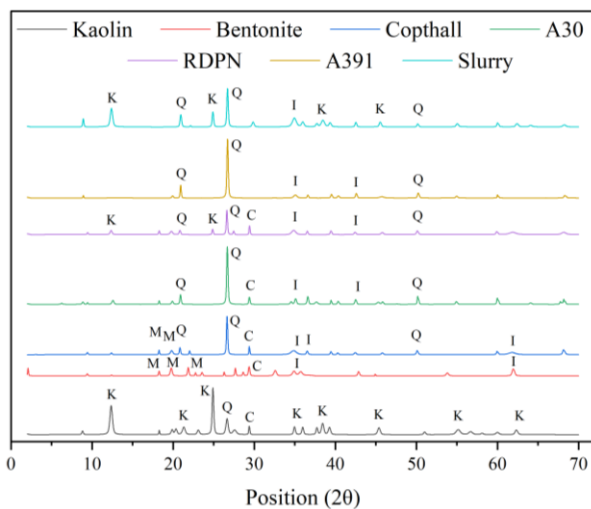 Kaolin Bentonite Copthall A30
RDPN A391 Slurry
K Q K Q I K K Q
Q Q I I Q
K Q K Q C I I Q
Q Q C I I Q
M M Q Q C I I Q I
M M M C I I
K K K Q C K K K K K
0 10 20 30 40 50 60 70
Position (2θ)